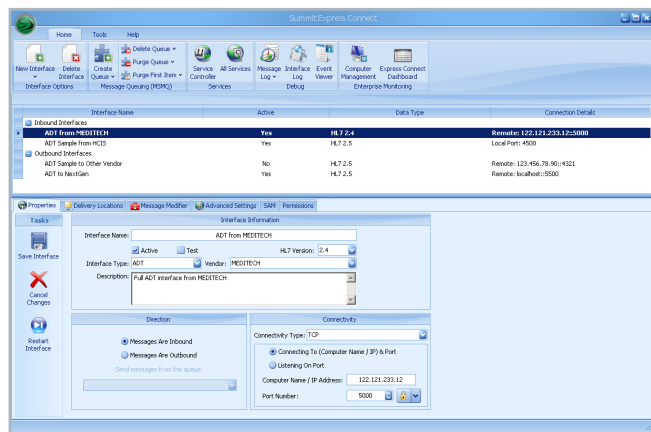 Summit Express Connect
Home Tools Help
New Interface Delete Interface Create Queue Delete Queue Purge Queue Purge First Item Service Controller All Services Message Log Interface Log Event Viewer Computer Management Express Connect Dashboard
Interface Options Message Queuing (MSMQ) Services Debug Enterprise Monitoring
Interface Name Active Data Type Connection Details
Inbound Interfaces
ADT from MEDITECH Yes HL7 2.4 Remote: 122.121.233.12::5000
ADT Sample from HCIS Yes HL7 2.5 Local Port: 4500
Outbound Interfaces
ADT Sample to Other Vendor No HL7 2.5 Remote: 123.456.78.90::4321
ADT to NextGen Yes HL7 2.5 Remote: localhost::5500
Properties Delivery Locations Message Modifier Advanced Settings SAM Permissions
Tasks Interface Information
Interface Name: ADT from MEDITECH
Active Test HL7 Version: 2.4
Save Interface
Interface Type: ADT Vendor: MEDITECH
Description: Full ADT interface from MEDITECH
Cancel Changes
Direction Connectivity
Connectivity Type: TCP
Messages Are Inbound
Connecting To (Computer Name / IP) & Port
Restart Interface
Messages Are Outbound
Listening On Port
Send messages from the queue:
Computer Name / IP Address: 122.121.233.12
Port Number: 5000